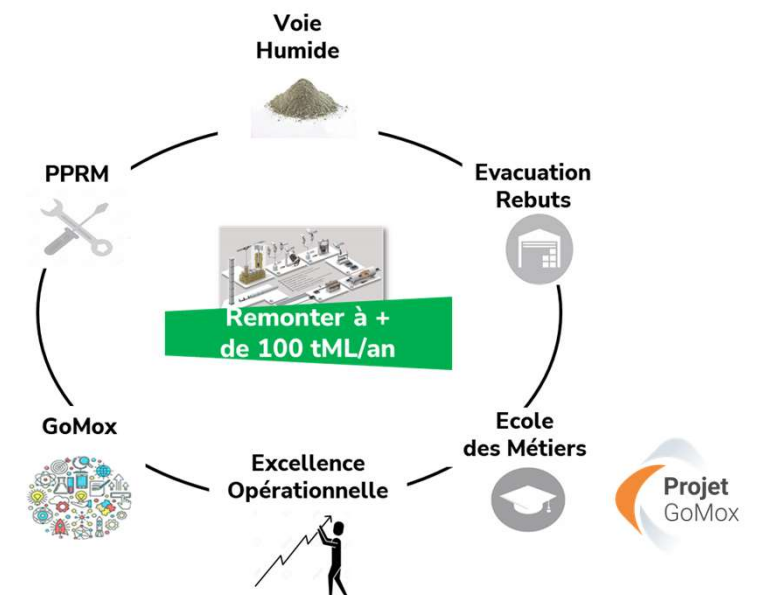 Voie
Humide
PPRM
Evacuation
Rebuts
Remonter à +
de 100 tML/an
GoMox
Ecole
des Métiers
Excellence
Opérationnelle
Projet
GoMox